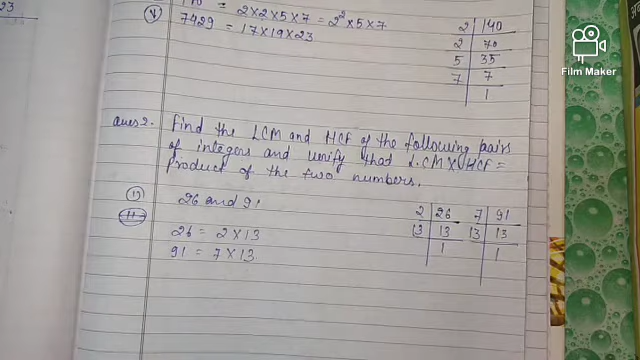 23
140 = 2×2×5×7 = 2²×5×7
(v) 7429 = 17×19×23
2 | 140
2 | 70
5 | 35
7 | 7
1
Film Maker
Ques 2. Find the LCM and HCF of the following pairs
of integers and verify that L.CM X HCF =
product of the two numbers.
(i) 26 and 91
26 = 2×13
91 = 7×13.
2 | 26
13 | 13
1
7 | 91
13 | 13
1